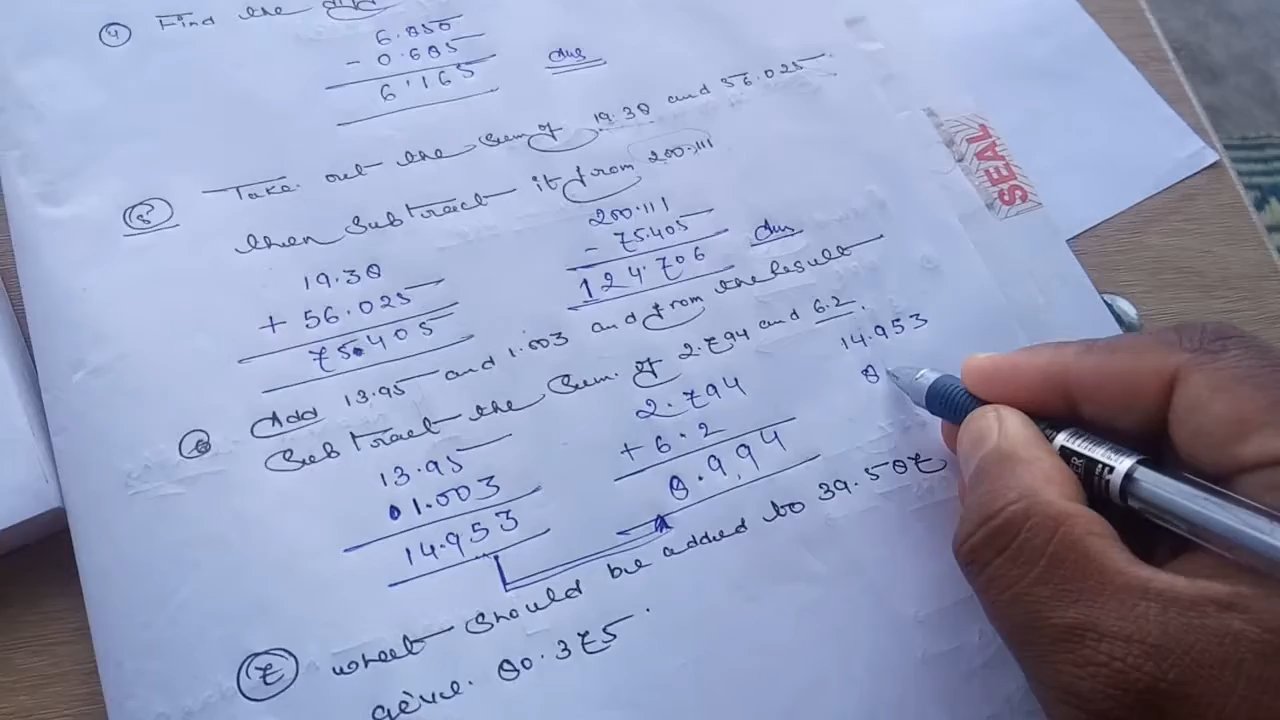 4 Find the
6.850
- 0.685
6.165
Ans
5 Take out the sum of 19.38 and 56.025
then Subtract it from 200.111
19.38
+ 56.025
75.405
200.111
- 75.405
124.706
Ans
6 Add 13.95 and 1.003 and from the Result
Subtract the Sum of 2.794 and 6.2.
13.95
1.003
14.953
2.794
+ 6.2
8.994
14.953
8
7 what should be added to 39.587
give. 80.375.
SEAL